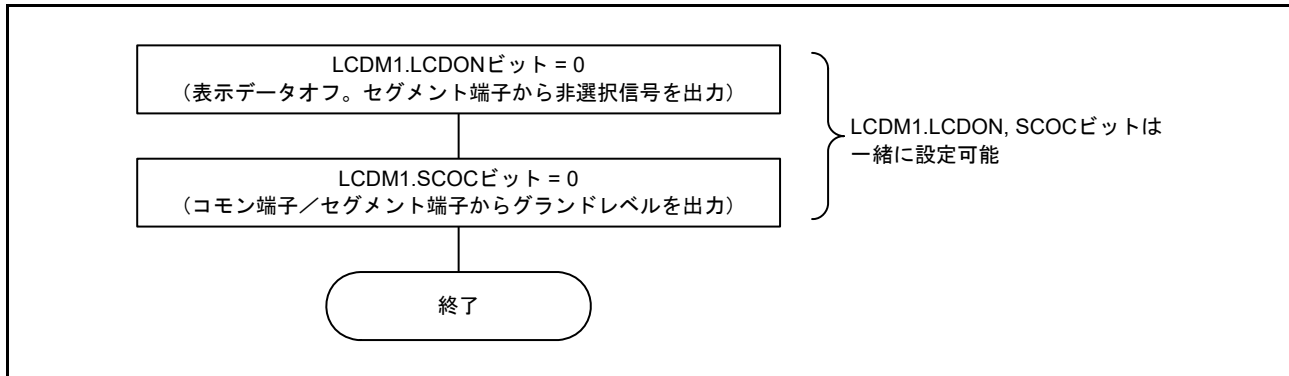 LCDM1.LCDONビット = 0
（表示データオフ。セグメント端子から非選択信号を出力）
LCDM1.LCDON, SCOCビットは
一緒に設定可能
LCDM1.SCOCビット = 0
（コモン端子／セグメント端子からグランドレベルを出力）
終了